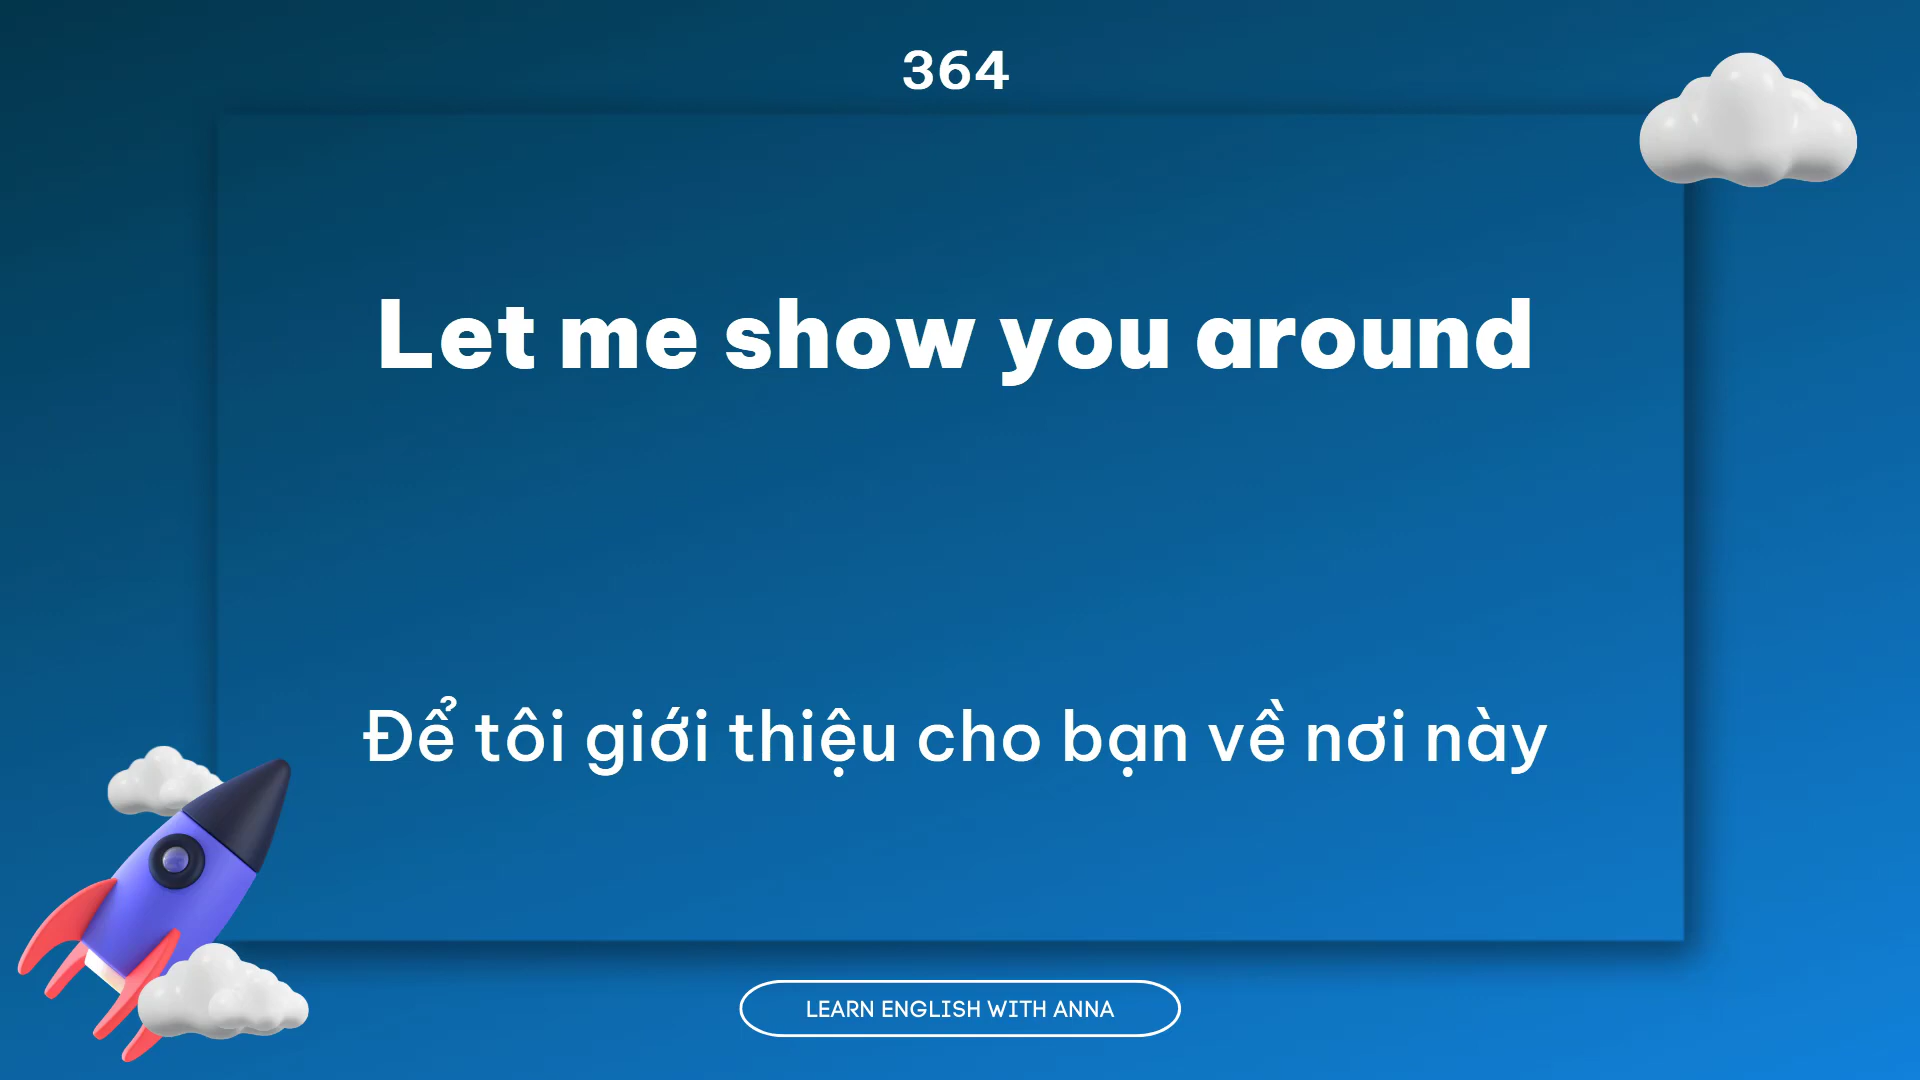 364
Let me show you around
Để tôi giới thiệu cho bạn về nơi này
LEARN ENGLISH WITH ANNA